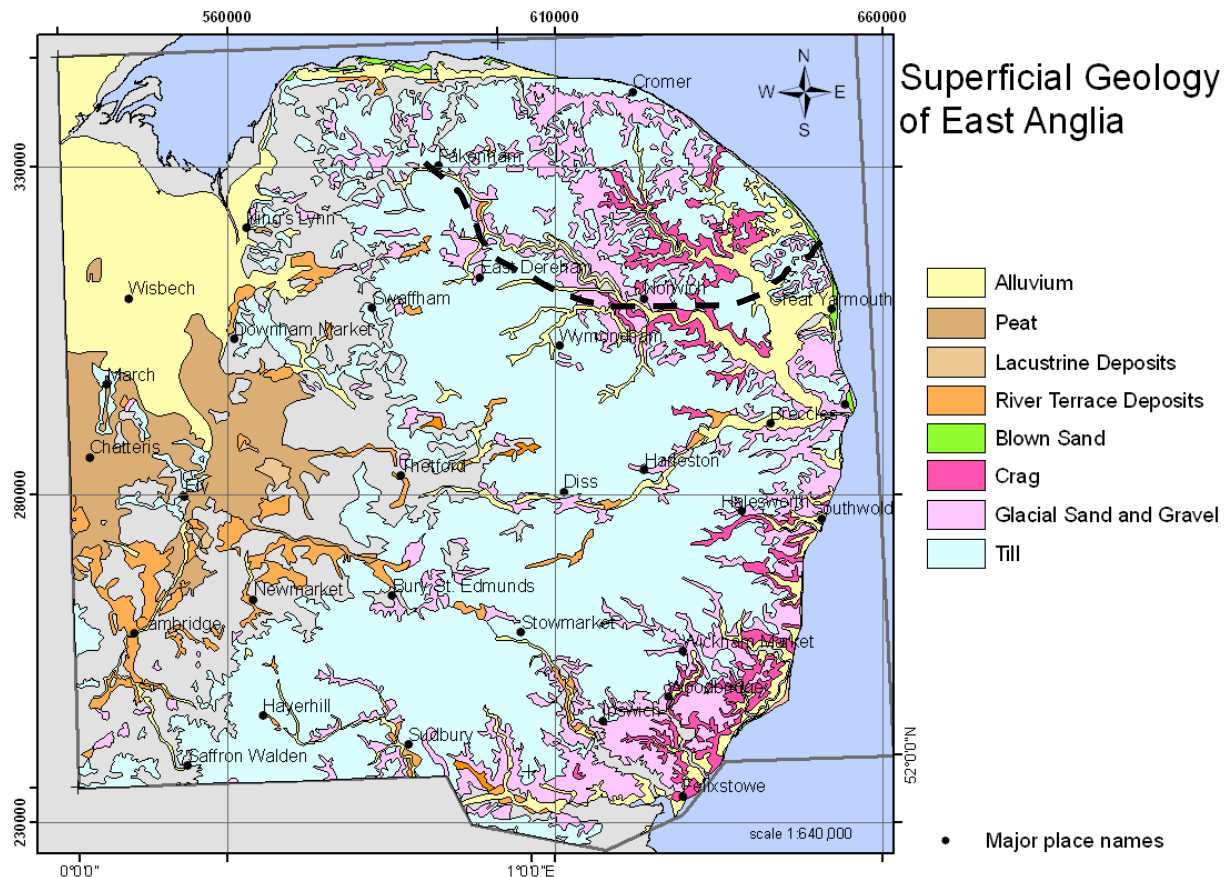 560000
610000
660000
Superficial Geology
of East Anglia
N
W
E
S
Cromer
330000
Fakenham
King's Lynn
East Dereham
Wisbech
Norwich
Swaffham
Great Yarmouth
Downham Market
Wymondham
March
Breccles
Chatteris
Harleston
Thetford
Diss
Ely
280000
Halesworth
Southwold
Bury St. Edmunds
Newmarket
Cambridge
Stowmarket
Wickham Market
Woodbridge
Haverhill
Ipswich
Sudbury
Saffron Walden
Felixstowe
230000
scale 1:640,000
52°0'0"N
0°0'0"
1°0'0"E
Alluvium
Peat
Lacustrine Deposits
River Terrace Deposits
Blown Sand
Crag
Glacial Sand and Gravel
Till
Major place names